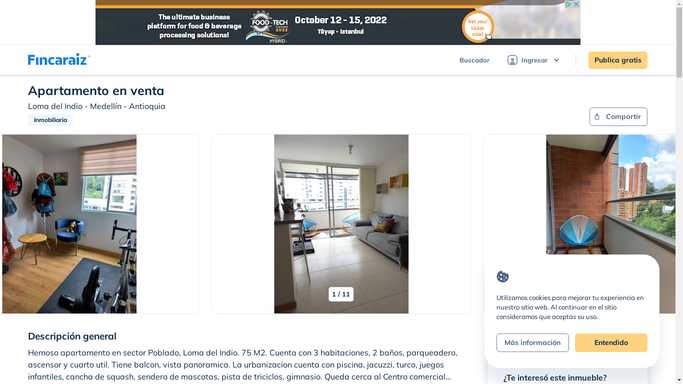 The ultimate business
platform for food & beverage
processing solutions!
FOOD-TECH
HYBRID
October 12 - 15, 2022
Tüyap - Istanbul
Get your
ticket
now!
Fincaraiz
Buscador
Ingresar
Publica gratis
Apartamento en venta
Loma del Indio - Medellín - Antioquia
Inmobiliaria
Compartir
1 / 11
Utilizamos cookies para mejorar tu experiencia en
nuestro sitio web. Al continuar en el sitio
consideramos que aceptas su uso.
Más información
Entendido
Descripción general
Hemoso apartamento en sector Poblado, Loma del Indio. 75 M2. Cuenta con 3 habitaciones, 2 baños, parqueadero,
ascensor y cuarto util. Tiene balcon, vista panoramica. La urbanizacion cuenta con piscina, jacuzzi, turco, juegos
infantiles, cancha de squash, sendero de mascotas, pista de triciclos, gimnasio. Queda cerca al Centro comercial...
¿Te interesó este inmueble?